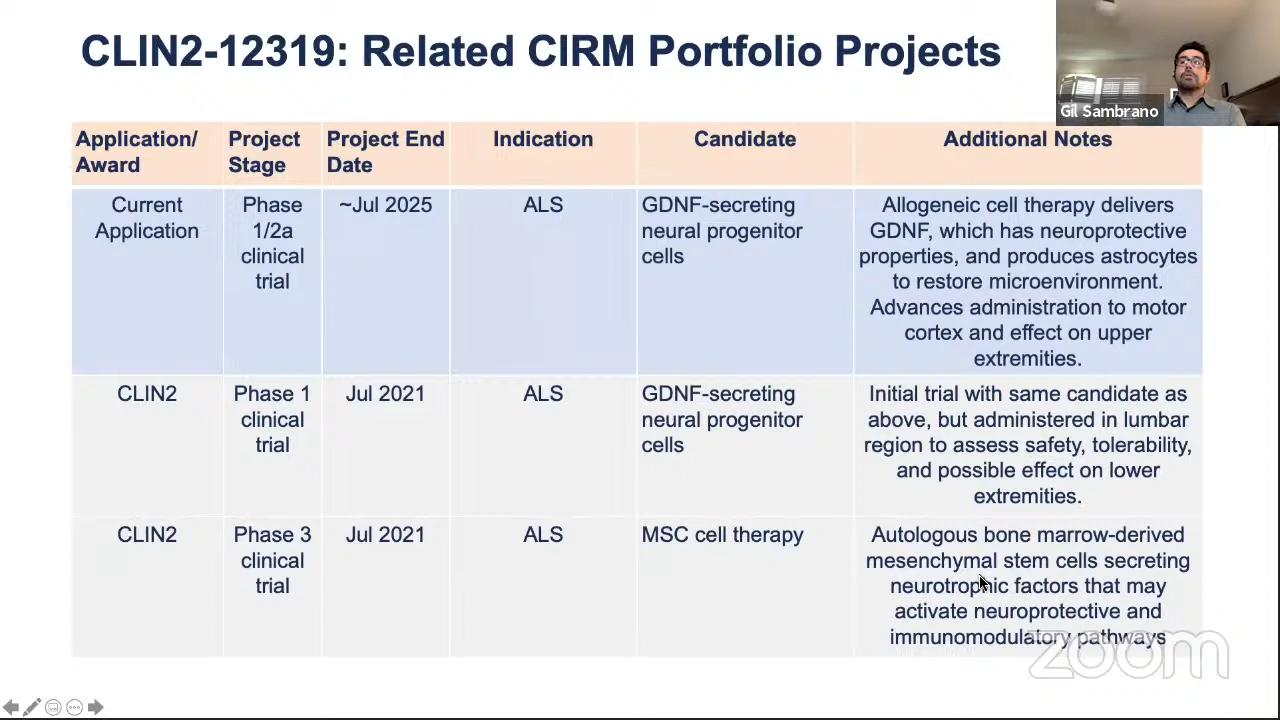 CLIN2-12319: Related CIRM Portfolio Projects
Gil Sambrano
Application/
Award
Project
Stage
Project End
Date
Indication
Candidate
Additional Notes
Current
Application
Phase
1/2a
clinical
trial
~Jul 2025
ALS
GDNF-secreting
neural progenitor
cells
Allogeneic cell therapy delivers
GDNF, which has neuroprotective
properties, and produces astrocytes
to restore microenvironment.
Advances administration to motor
cortex and effect on upper
extremities.
CLIN2
Phase 1
clinical
trial
Jul 2021
ALS
GDNF-secreting
neural progenitor
cells
Initial trial with same candidate as
above, but administered in lumbar
region to assess safety, tolerability,
and possible effect on lower
extremities.
CLIN2
Phase 3
clinical
trial
Jul 2021
ALS
MSC cell therapy
Autologous bone marrow-derived
mesenchymal stem cells secreting
neurotrophic factors that may
activate neuroprotective and
immunomodulatory pathways
zoom